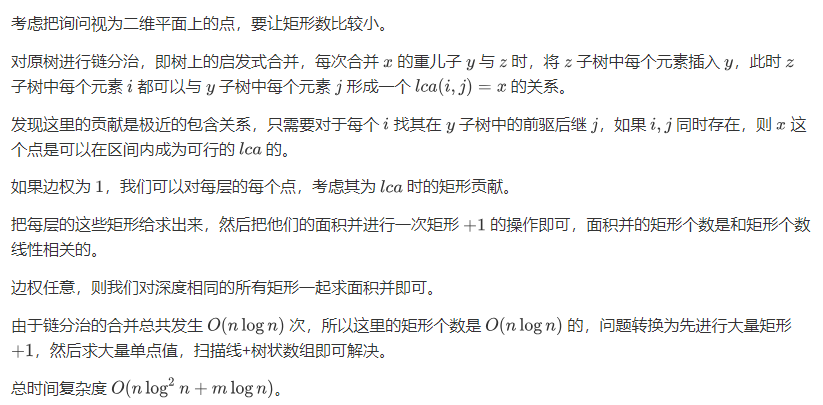 考虑把询问视为二维平面上的点，要让矩形数比较小。
对原树进行链分治，即树上的启发式合并，每次合并 x 的重儿子 y 与 z 时，将 z 子树中每个元素插入 y，此时 z
子树中每个元素 i 都可以与 y 子树中每个元素 j 形成一个 lca(i, j) = x 的关系。
发现这里的贡献是极近的包含关系，只需要对于每个 i 找其在 y 子树中的前驱后继 j，如果 i, j 同时存在，则 x 这
个点是可以在区间内成为可行的 lca 的。
如果边权为 1，我们可以对每层的每个点，考虑其为 lca 时的矩形贡献。
把每层的这些矩形给求出来，然后把他们的面积并进行一次矩形 +1 的操作即可，面积并的矩形个数是和矩形个数
线性相关的。
边权任意，则我们对深度相同的所有矩形一起求面积并即可。
由于链分治的合并总共发生 O(n log n) 次，所以这里的矩形个数是 O(n log n) 的，问题转换为先进行大量矩形
+1，然后求大量单点值，扫描线+树状数组即可解决。
总时间复杂度 O(n log² n + m log n)。